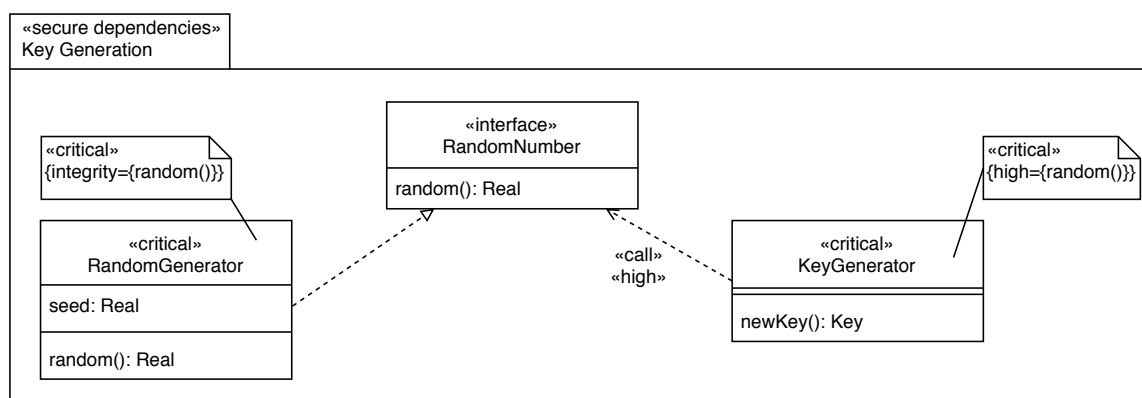 «secure dependencies»
Key Generation
«critical»
{integrity={random()}}
«interface»
RandomNumber
random(): Real
«critical»
{high={random()}}
«critical»
RandomGenerator
seed: Real
random(): Real
«call»
«high»
«critical»
KeyGenerator
newKey(): Key